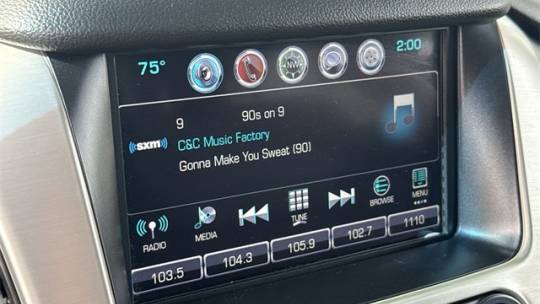 75° NW 2:00
9 90s on 9
sxm C&C Music Factory
Gonna Make You Sweat (90)
RADIO MEDIA TUNE BROWSE MENU
103.5 104.3 105.9 102.7 1110